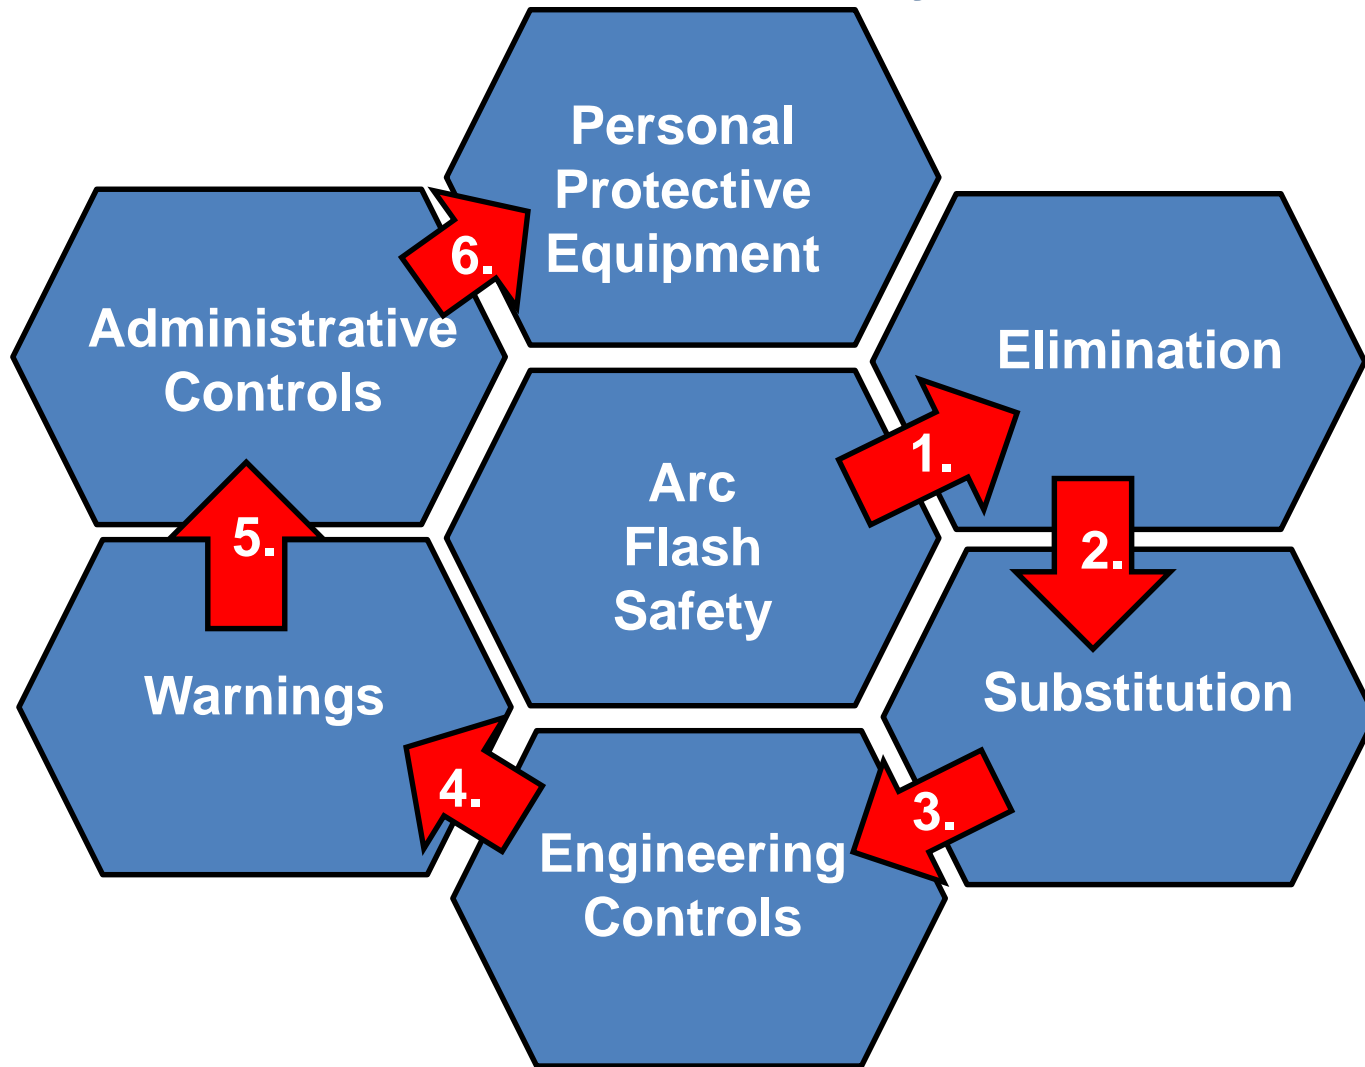 Personal
Protective
Equipment
6.
Administrative
Controls
Elimination
1.
Arc
Flash
Safety
2.
5.
Warnings
Substitution
4.
3.
Engineering
Controls